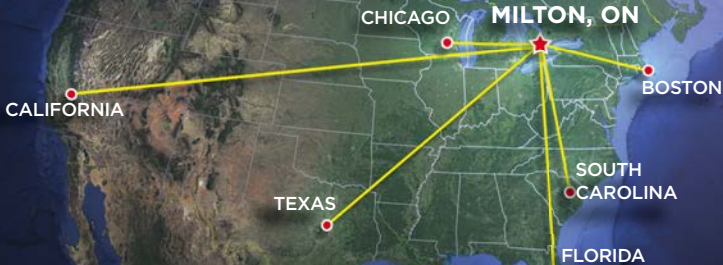 CHICAGO
MILTON, ON
CALIFORNIA
BOSTON
TEXAS
SOUTH
CAROLINA
FLORIDA